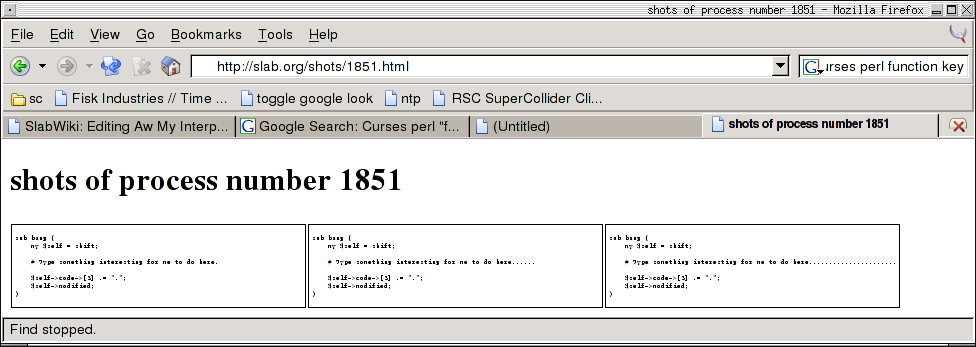 shots of process number 1851 - Mozilla Firefox
File Edit View Go Bookmarks Tools Help
http://slab.org/shots/1851.html urses perl function key
sc Fisk Industries // Time ... toggle google look ntp RSC SuperCollider Cli...
SlabWiki: Editing Aw My Interp... Google Search: Curses perl "f... (Untitled) shots of process number 1851
shots of process number 1851
sub bang {
my $self = shift;
# Type something interesting for me to do here.
$self->code->[3] .= ".";
$self->modified;
}
sub bang {
my $self = shift;
# Type something interesting for me to do here......
$self->code->[3] .= ".";
$self->modified;
}
sub bang {
my $self = shift;
# Type something interesting for me to do here......................
$self->code->[3] .= ".";
$self->modified;
}
Find stopped.